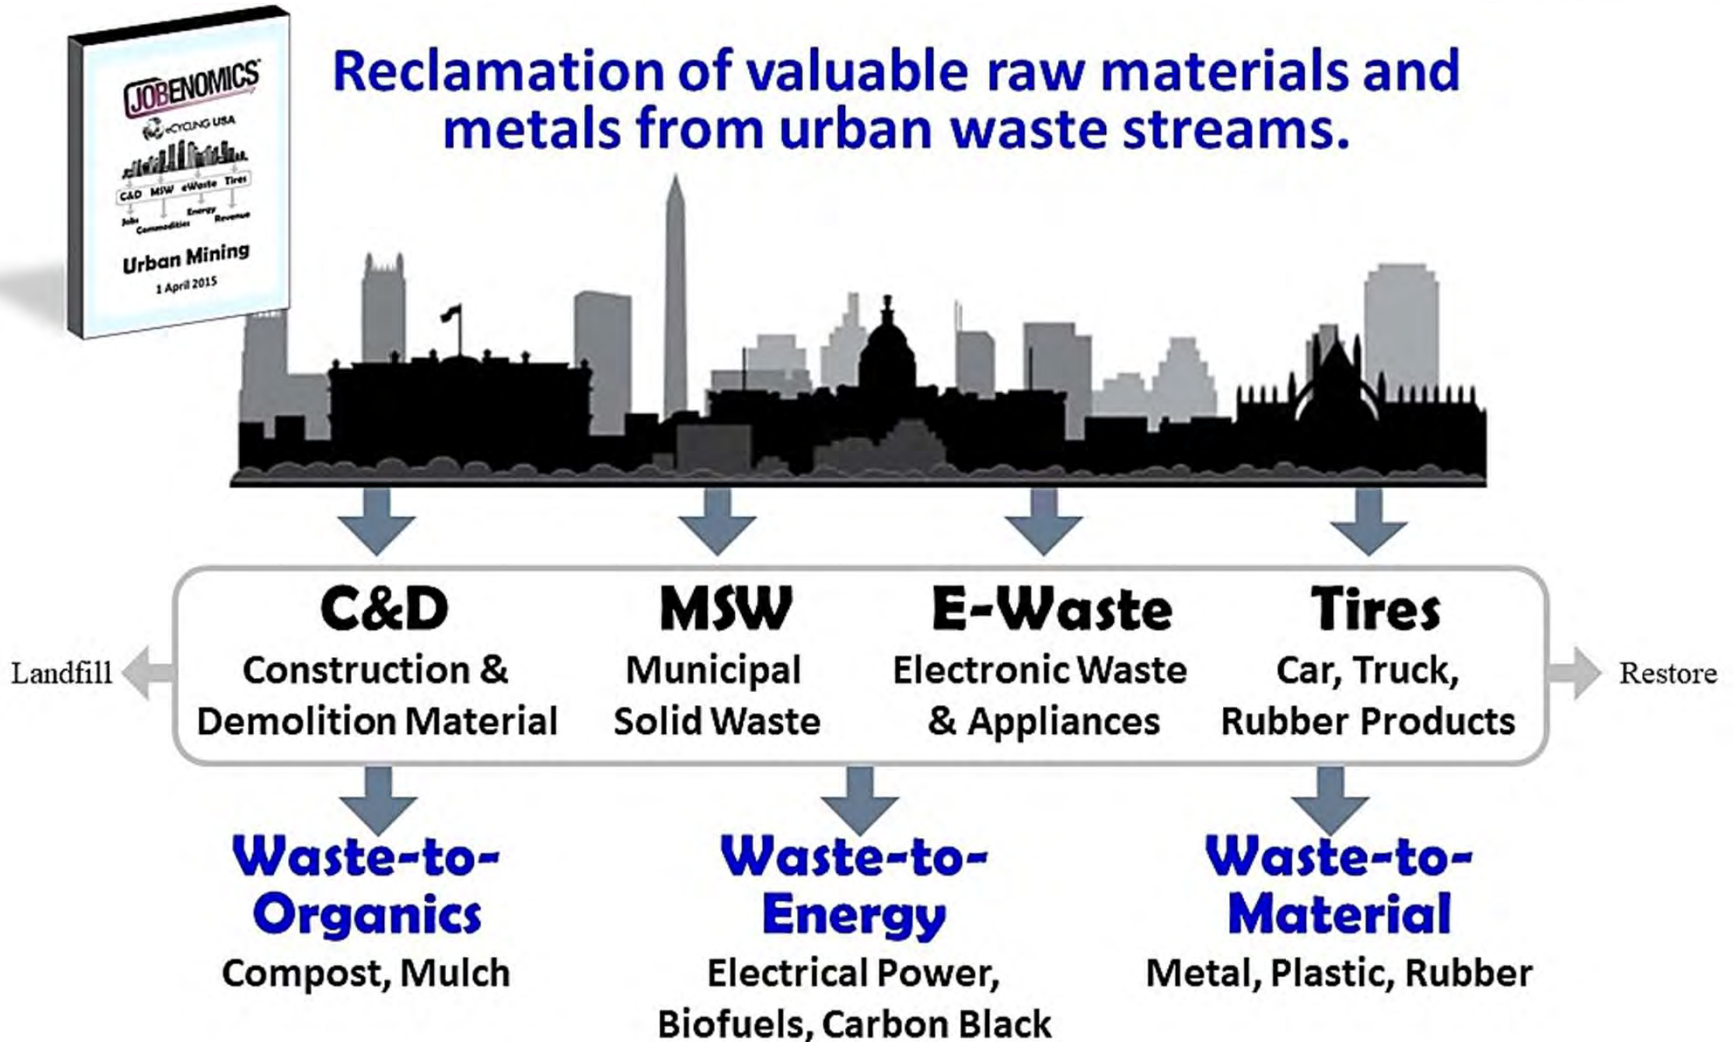 JOBENOMICS
eCYCLING USA
C&D MSW eWaste Tires
Jobs
Commodities
Energy
Revenue
Urban Mining
1 April 2015
Reclamation of valuable raw materials and
metals from urban waste streams.
C&D
Construction &
Demolition Material
MSW
Municipal
Solid Waste
E-Waste
Electronic Waste
& Appliances
Tires
Car, Truck,
Rubber Products
Landfill
Restore
Waste-to-
Organics
Compost, Mulch
Waste-to-
Energy
Electrical Power,
Biofuels, Carbon Black
Waste-to-
Material
Metal, Plastic, Rubber